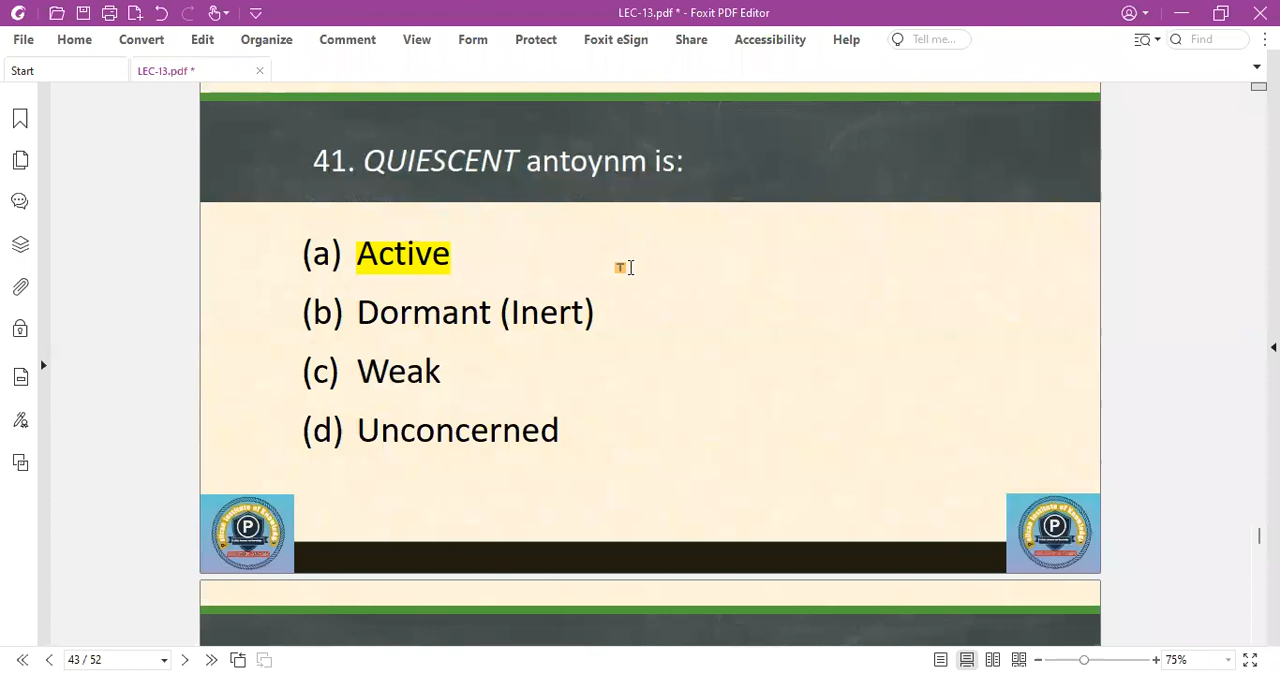 LEC-13.pdf * - Foxit PDF Editor
File Home Convert Edit Organize Comment View Form Protect Foxit eSign Share Accessibility Help Tell me... Find
Start LEC-13.pdf *
41. QUIESCENT antoynm is:
(a) Active
(b) Dormant (Inert)
(c) Weak
(d) Unconcerned
P
P
43 / 52 75%